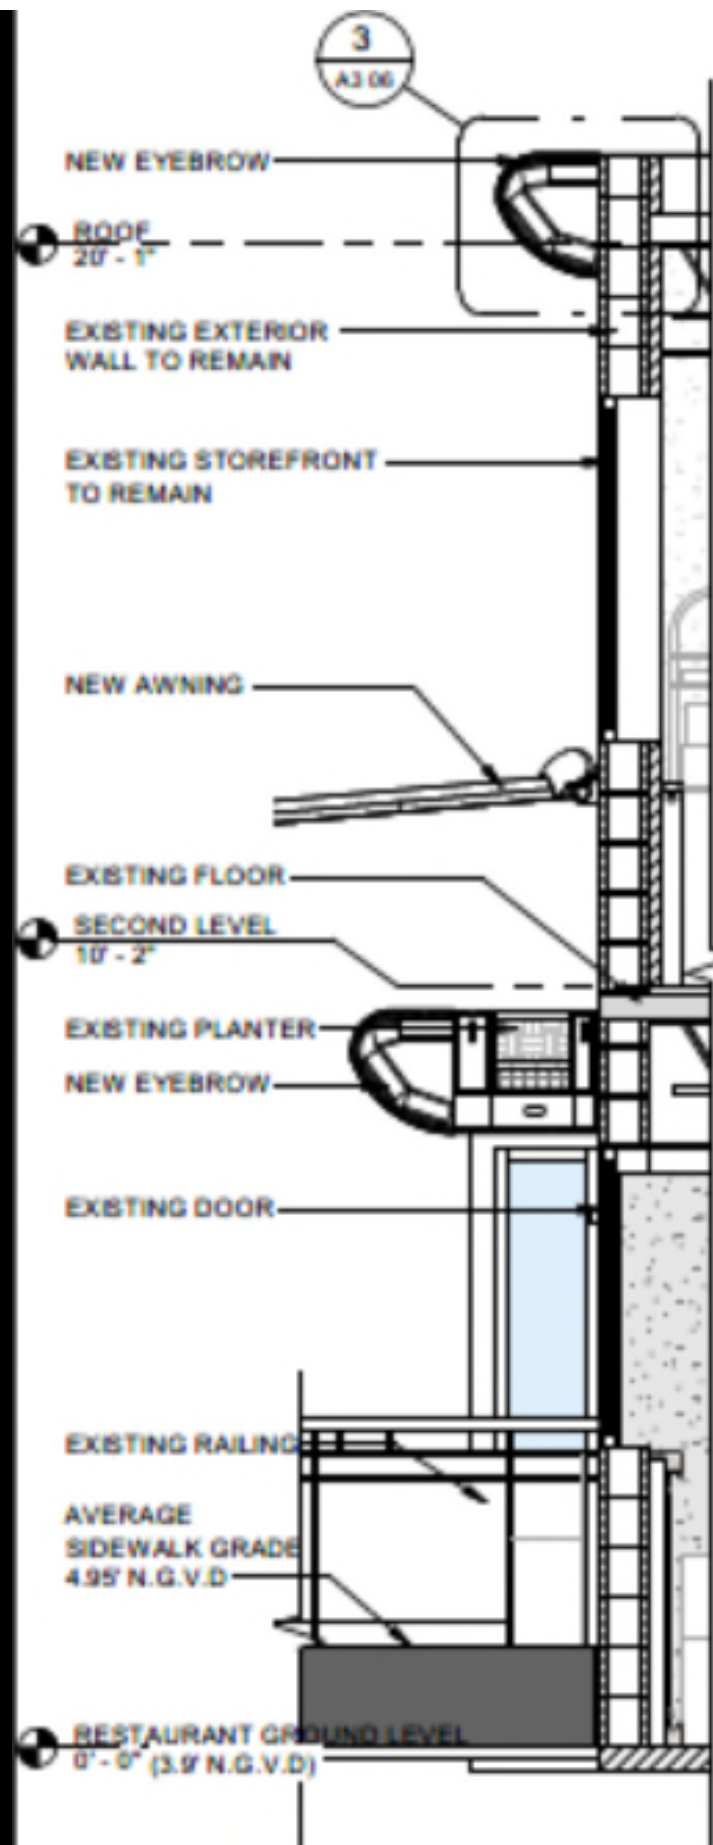 3
A3.06
NEW EYEBROW
ROOF
20' - 1"
EXISTING EXTERIOR
WALL TO REMAIN
EXISTING STOREFRONT
TO REMAIN
NEW AWNING
EXISTING FLOOR
SECOND LEVEL
10' - 2"
EXISTING PLANTER
NEW EYEBROW
EXISTING DOOR
EXISTING RAILING
AVERAGE
SIDEWALK GRADE
4.95' N.G.V.D
RESTAURANT GROUND LEVEL
0' - 0" (3.9' N.G.V.D)